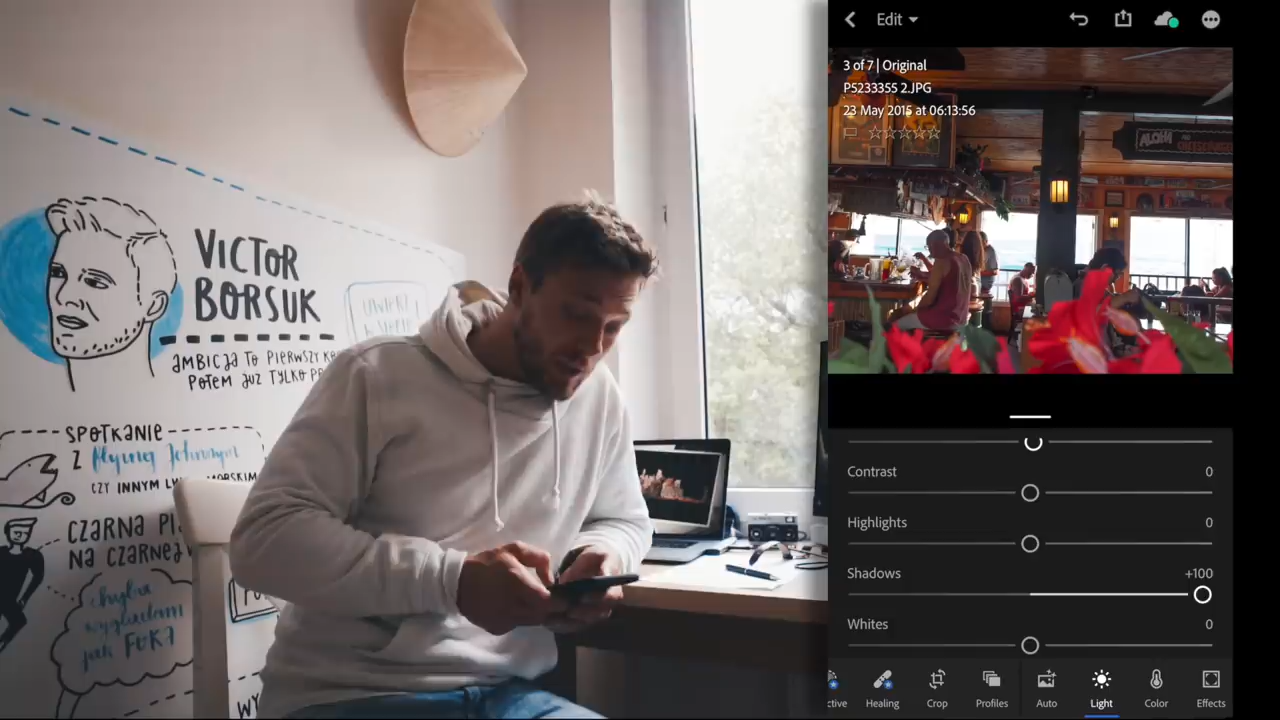 VICTOR
BORSUK
AMBICJA TO PIERWSZY
POTEM JUŻ TYLKO
SPOTKANIE
Z
CZY INNYM
CZARNA
NA CZARNEJ
chyba
wyglądam
jak FOKA
Edit
3 of 7 | Original
P5233355 2.JPG
23 May 2015 at 06:13:56
ALOHA
Contrast 0
Highlights 0
Shadows +100
Whites 0
ctive Healing Crop Profiles Auto Light Color Effects